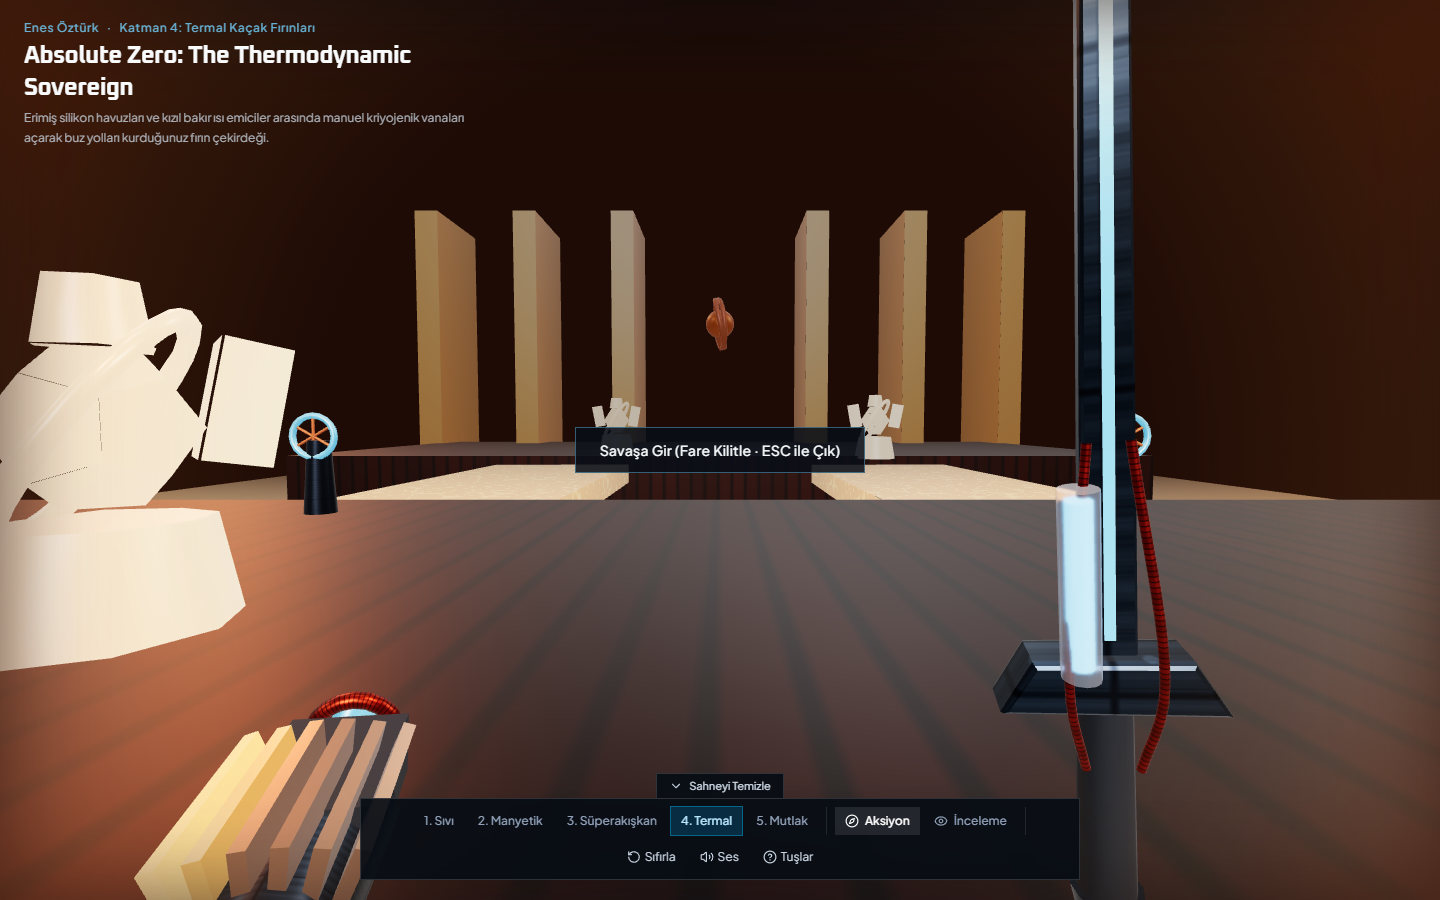 Enes Öztürk · Katman 4: Termal Kaçak Fırınları
Absolute Zero: The Thermodynamic
Sovereign
Erimiş silikon havuzları ve kızıl bakır ısı emiciler arasında manuel kriyojenik vanaları
açarak buz yolları kurduğunuz fırın çekirdeği.
Savaşa Gir (Fare Kilitle · ESC ile Çık)
Sahneyi Temizle
1. Sıvı 2. Manyetik 3. Süperakışkan 4. Termal 5. Mutlak Aksiyon İnceleme
Sıfırla Ses Tuşlar